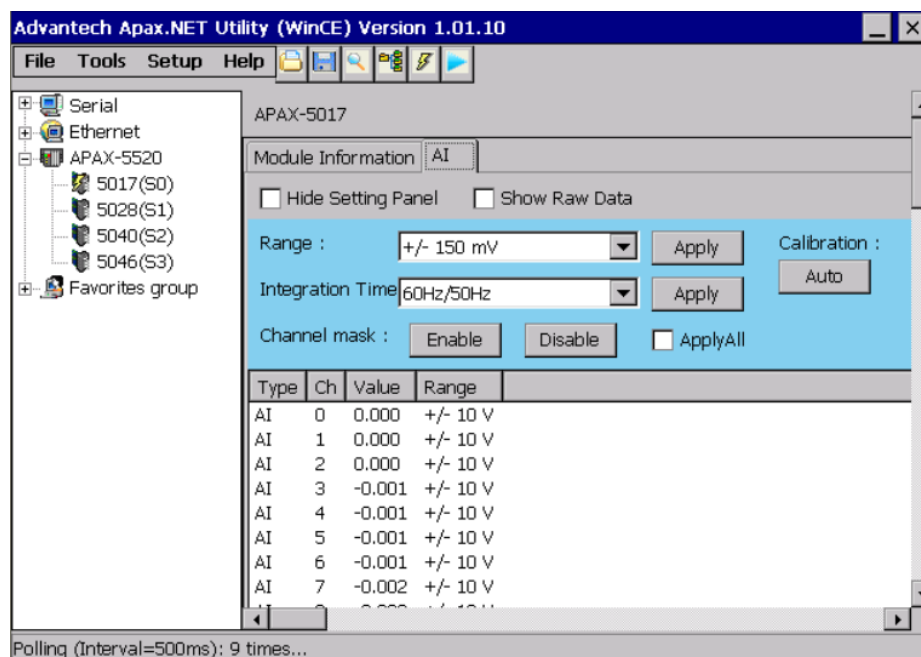 Advantech Apax.NET Utility (WinCE) Version 1.01.10
File Tools Setup Help
Serial
Ethernet
APAX-5520
5017(S0)
5028(S1)
5040(S2)
5046(S3)
Favorites group
APAX-5017
Module Information AI
Hide Setting Panel Show Raw Data
Range : +/- 150 mV Apply Calibration :
Auto
Integration Time 60Hz/50Hz Apply
Channel mask : Enable Disable ApplyAll
Type Ch Value Range
AI 0 0.000 +/- 10 V
AI 1 0.000 +/- 10 V
AI 2 0.000 +/- 10 V
AI 3 -0.001 +/- 10 V
AI 4 -0.001 +/- 10 V
AI 5 -0.001 +/- 10 V
AI 6 -0.001 +/- 10 V
AI 7 -0.002 +/- 10 V
Polling (Interval=500ms): 9 times...